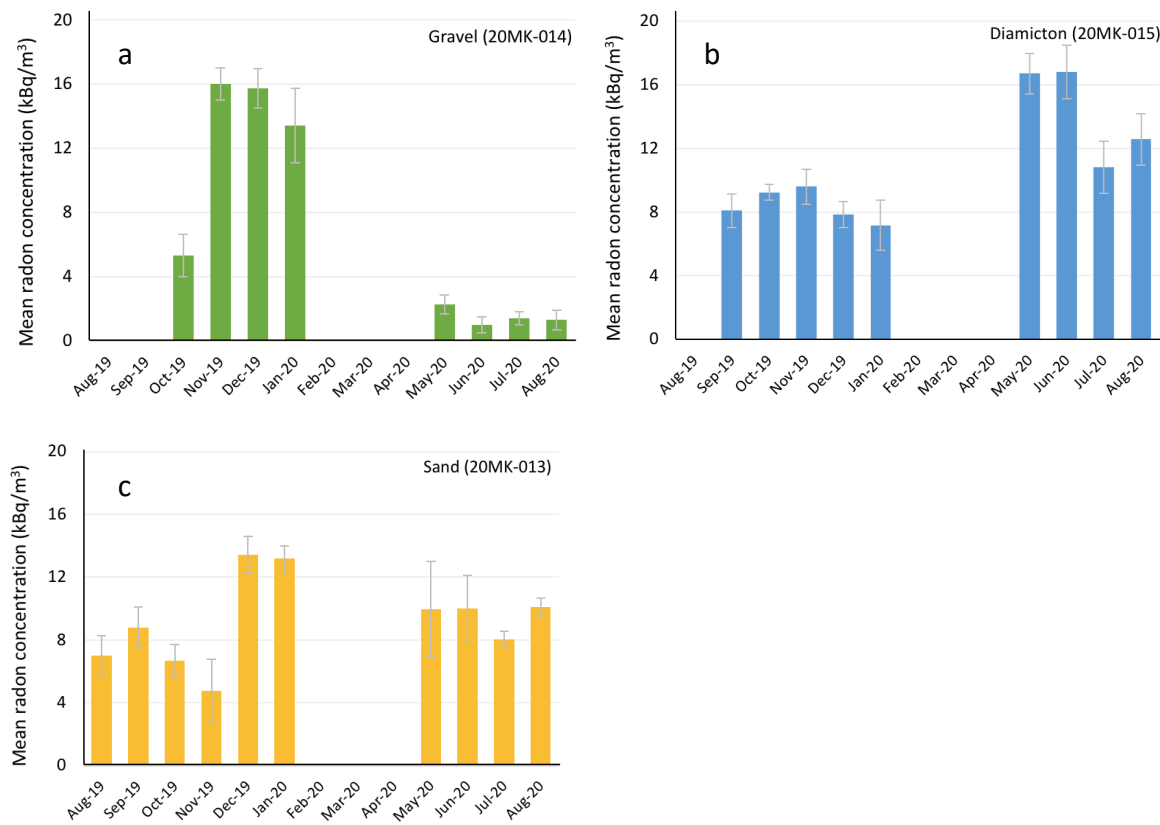 a
Gravel (20MK-014)
Mean radon concentration (kBq/m³)
20
16
12
8
4
0
Aug-19 Sep-19 Oct-19 Nov-19 Dec-19 Jan-20 Feb-20 Mar-20 Apr-20 May-20 Jun-20 Jul-20 Aug-20
b
Diamicton (20MK-015)
Mean radon concentration (kBq/m³)
20
16
12
8
4
0
Aug-19 Sep-19 Oct-19 Nov-19 Dec-19 Jan-20 Feb-20 Mar-20 Apr-20 May-20 Jun-20 Jul-20 Aug-20
c
Sand (20MK-013)
Mean radon concentration (kBq/m³)
20
16
12
8
4
0
Aug-19 Sep-19 Oct-19 Nov-19 Dec-19 Jan-20 Feb-20 Mar-20 Apr-20 May-20 Jun-20 Jul-20 Aug-20